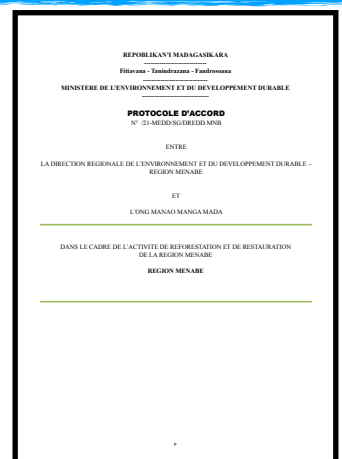 REPOBLIKAN'I MADAGASIKARA
----------------------------
Fitiavana - Tanindrazana - Fandrosoana
----------------------------
MINISTERE DE L'ENVIRONNEMENT ET DU DEVELOPPEMENT DURABLE
----------------------------
PROTOCOLE D'ACCORD
N° /21-MEDD/SG/DREDD.MNB
ENTRE
LA DIRECTION REGIONALE DE L'ENVIRONNEMENT ET DU DEVELOPPEMENT DURABLE –
REGION MENABE
ET
L'ONG MANAO MANGA MADA
DANS LE CADRE DE L'ACTIVITE DE REFORESTATION ET DE RESTAURATION
DE LA REGION MENABE
REGION MENABE